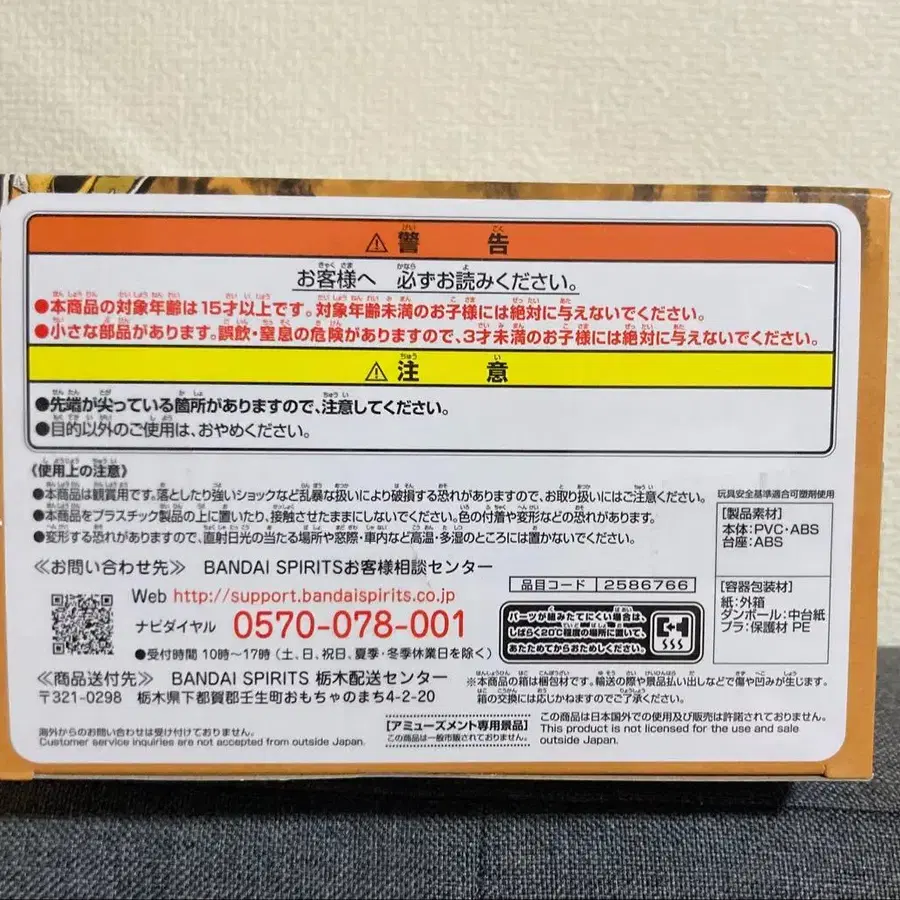 ⚠警告
お客様へ 必ずお読みください。
●本商品の対象年齢は15才以上です。対象年齢未満のお子様には絶対に与えないでください。
●小さな部品があります。誤飲・窒息の危険がありますので、3才未満のお子様には絶対に与えないでください。
⚠注意
●先端が尖っている箇所がありますので、注意してください。
●目的以外のご使用は、おやめください。
《使用上の注意》
●本商品は観賞用です。落としたり強いショックなど乱暴な扱いにより破損する恐れがありますので、お取り扱いにはご注意ください。
●本商品をプラスチック製品の上に置いたり、接触させたままにしないでください。色の付着や変形などの恐れがあります。
●変形する恐れがありますので、直射日光の当たる場所や窓際・車内など高温・多湿のところには置かないでください。
玩具安全基準適合可塑剤使用
[製品素材]
本体:PVC・ABS
台座:ABS
[容器包装材]
紙:外箱
ダンボール:中台紙
プラ:保護材 PE
≪お問い合わせ先≫ BANDAI SPIRITSお客様相談センター
Web http://support.bandaispirits.co.jp
ナビダイヤル 0570-078-001
●受付時間 10時〜17時(土、日、祝日、夏季・冬季休業日を除く)
品目コード 2586766
パーツが組みたてにくい場合は、
しばらく20℃程度の場所に置いて、
あたためてからおためしください。
≪商品送付先≫ BANDAI SPIRITS 栃木配送センター
〒321-0298 栃木県下都賀郡壬生町おもちゃのまち4-2-20
※本商品の箱は梱包材です。輸送の際や景品払い出しなどで傷や凹みが生じます。
箱の交換には応じかねますのでご了承ください。
海外からのお問い合わせは受け付けておりません。
Customer service inquiries are not accepted from outside Japan.
[アミューズメント専用景品]
この商品は一般市販されておりません。
この商品は日本国外での使用及び販売は許諾されておりません。
This product is not licensed for the use and sale
outside Japan.